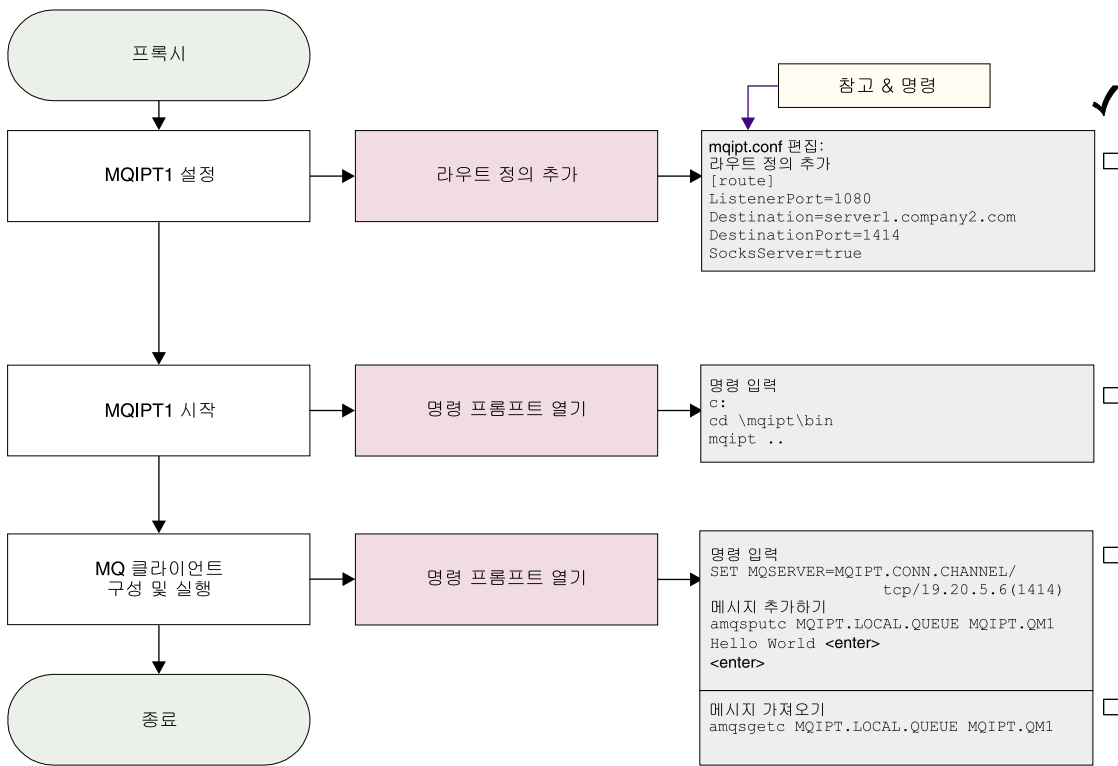 프록시
참고 & 명령
MQIPT1 설정
라우트 정의 추가
mqipt.conf 편집:
라우트 정의 추가
[route]
ListenerPort=1080
Destination=server1.company2.com
DestinationPort=1414
SocksServer=true
MQIPT1 시작
명령 프롬프트 열기
명령 입력
c:
cd \mqipt\bin
mqipt ..
MQ 클라이언트
구성 및 실행
명령 프롬프트 열기
명령 입력
SET MQSERVER=MQIPT.CONN.CHANNEL/
tcp/19.20.5.6(1414)
메시지 추가하기
amqsputc MQIPT.LOCAL.QUEUE MQIPT.QM1
Hello World <enter>
<enter>
메시지 가져오기
amqsgetc MQIPT.LOCAL.QUEUE MQIPT.QM1
종료